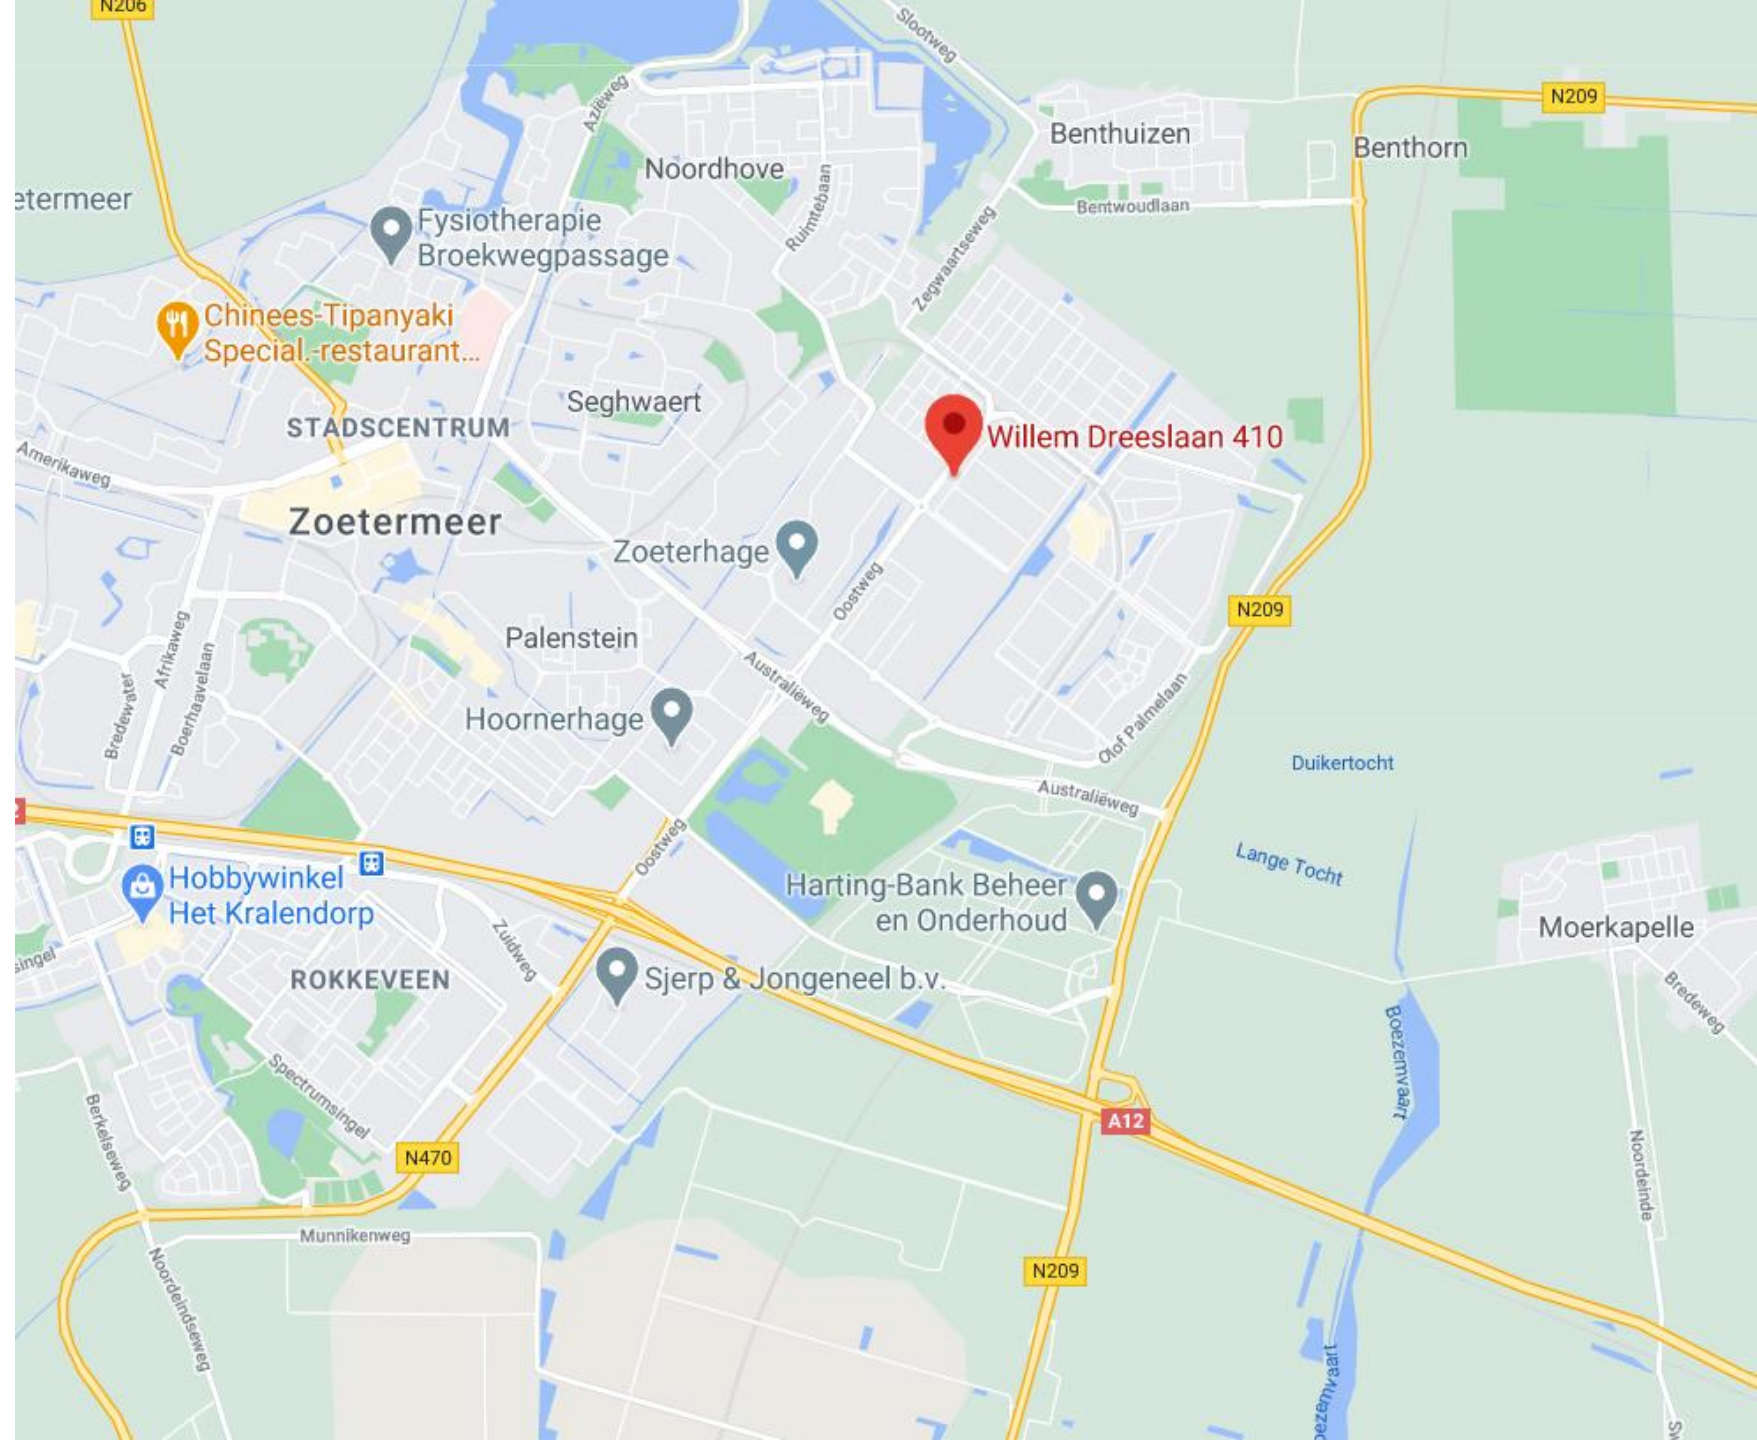 N206
Slootweg
N209
Aziëweg
Benthuizen
Benthorn
Noordhove
etermeer
Ruimtebaan
Bentwoudlaan
Fysiotherapie
Broekwegpassage
Zegwaartseweg
Chinees-Tipanyaki
Special.-restaurant...
Seghwaert
STADSCENTRUM
Willem Dreeslaan 410
Amerikaweg
Zoetermeer
Zoeterhage
Oostweg
N209
Palenstein
Afrikaweg
Boerhaavelaan
Bredewater
Australiëweg
Hoornerhage
Olof Palmelaan
Duikertocht
Australiëweg
Oostweg
Lange Tocht
Hobbywinkel
Het Kralendorp
Harting-Bank Beheer
en Onderhoud
Moerkapelle
Zuidweg
singel
ROKKEVEEN
Sjerp & Jongeneel b.v.
Bredeweg
Boezemvaart
Spectrumsingel
A12
Berkelseweg
N470
Noordeinde
Munnikenweg
N209
Noordeindseweg
oezemvaart